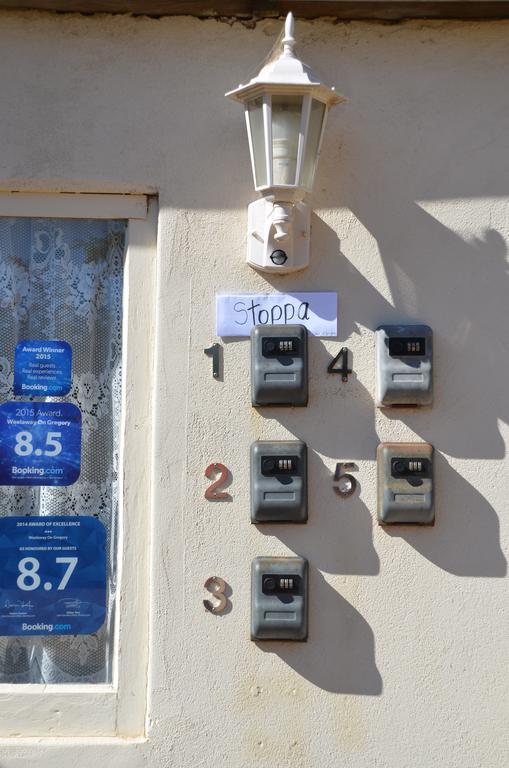 Stoppa
1
4
2
5
3
Award Winner
2015
Real guests.
Real experiences.
Real reviews.
Booking.com
2015 Award.
Wooladway On Gregory
8.5
Booking.com
2014 AWARD OF EXCELLENCE
Wooladway On Gregory
AS HONOURED BY OUR GUESTS
8.7
Booking.com